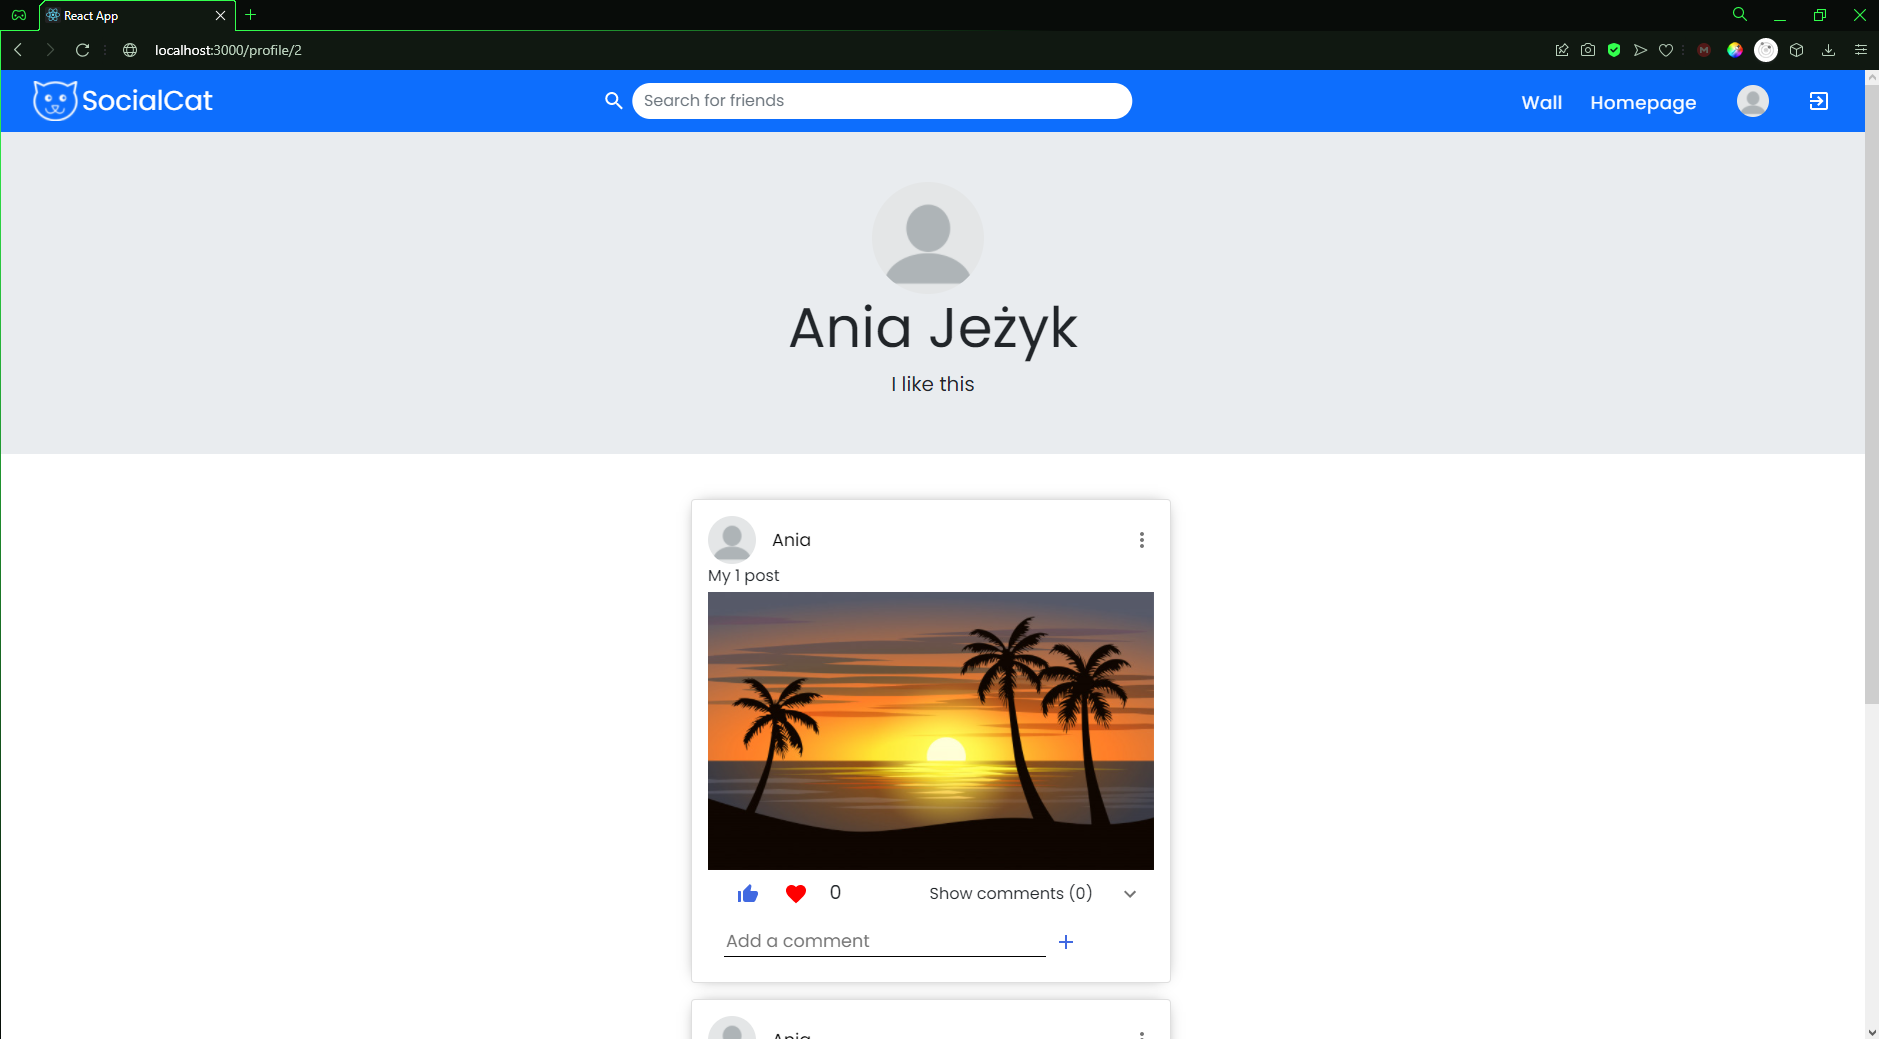 React App
localhost:3000/profile/2
SocialCat
Search for friends
Wall
Homepage
Ania Jeżyk
I like this
Ania
My 1 post
0
Show comments (0)
Add a comment
Ania